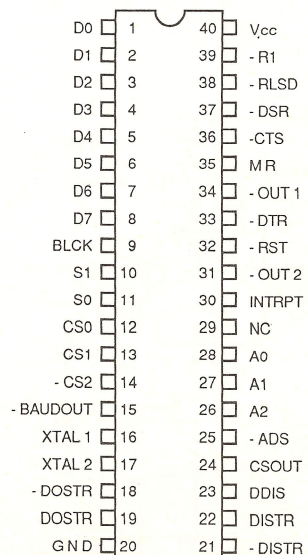 D0 1 40 Vcc
D1 2 39 - R1
D2 3 38 - RLSD
D3 4 37 - DSR
D4 5 36 -CTS
D5 6 35 MR
D6 7 34 - OUT 1
D7 8 33 - DTR
BLCK 9 32 - RST
S1 10 31 - OUT 2
S0 11 30 INTRPT
CS0 12 29 NC
CS1 13 28 A0
- CS2 14 27 A1
- BAUDOUT 15 26 A2
XTAL 1 16 25 - ADS
XTAL 2 17 24 CSOUT
- DOSTR 18 23 DDIS
DOSTR 19 22 DISTR
GND 20 21 - DISTR